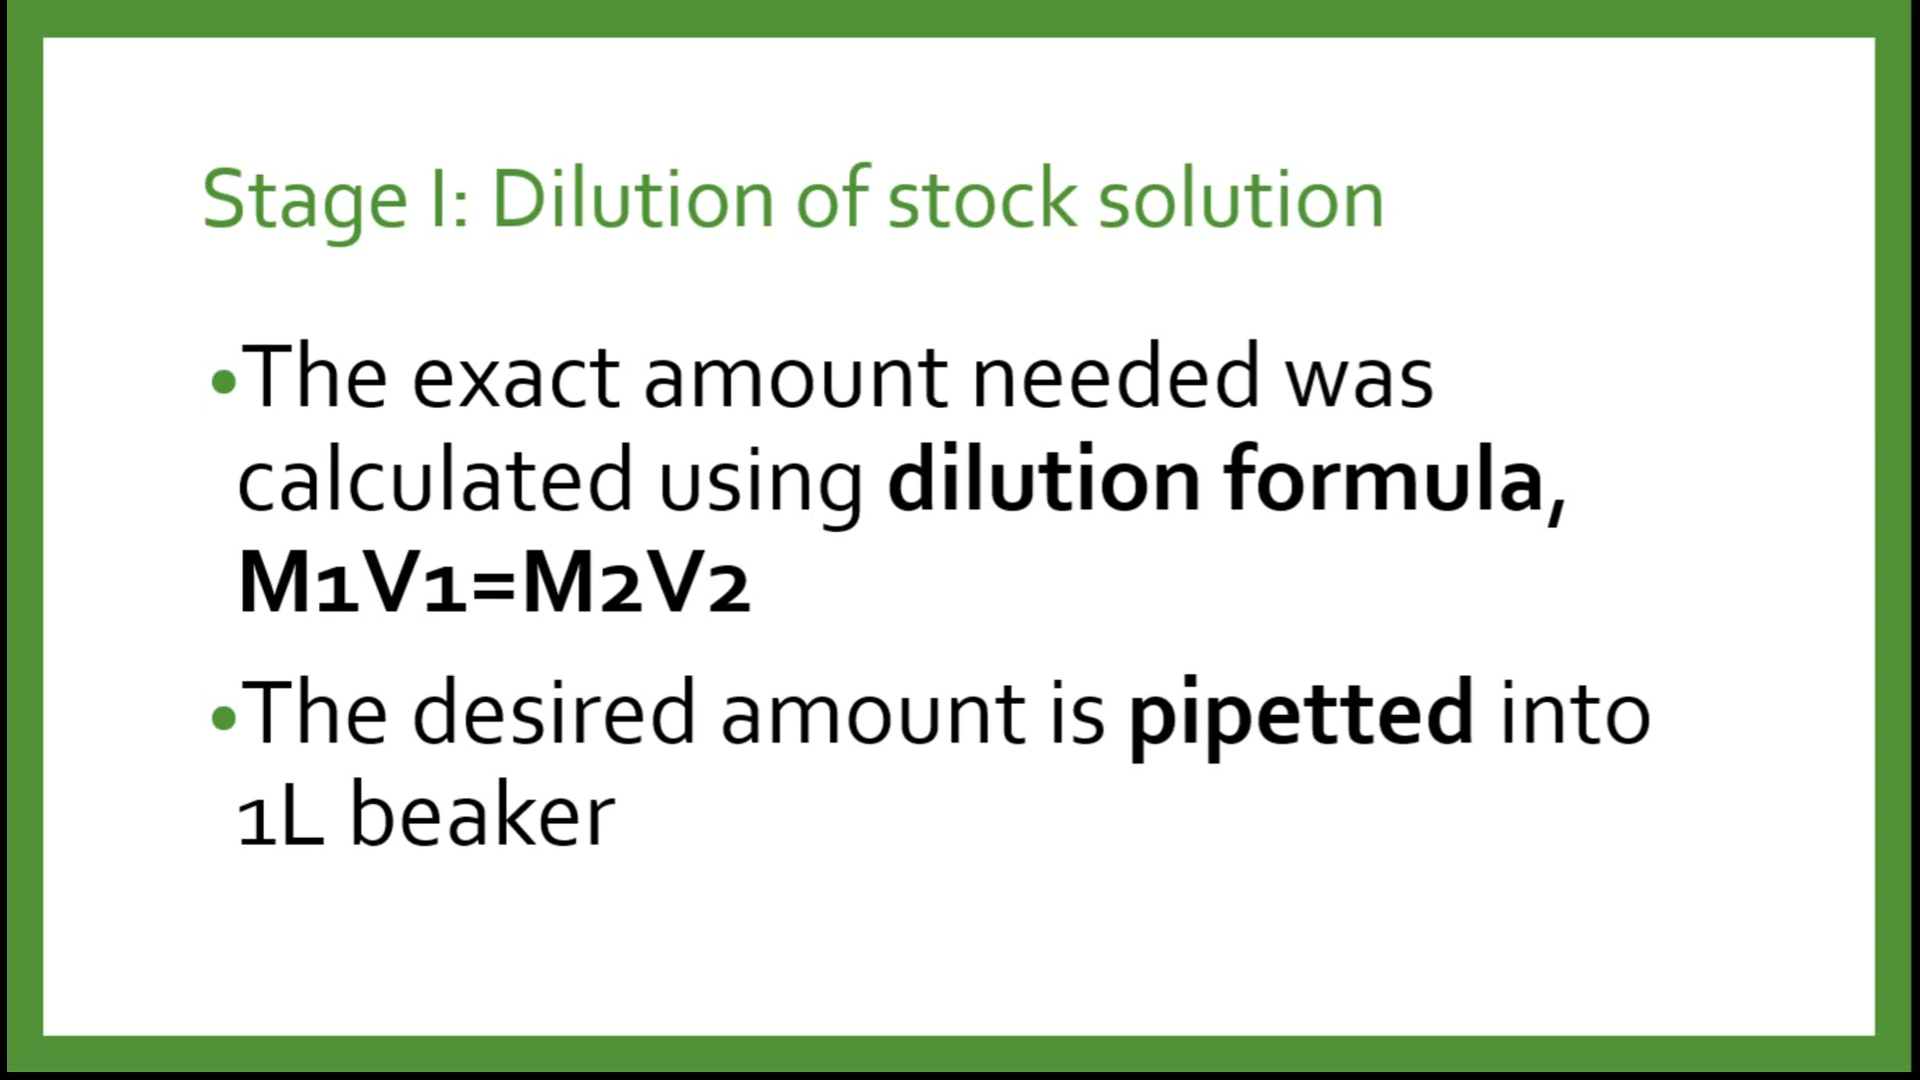 Stage I: Dilution of stock solution
•The exact amount needed was
calculated using dilution formula,
M1V1=M2V2
•The desired amount is pipetted into
1L beaker